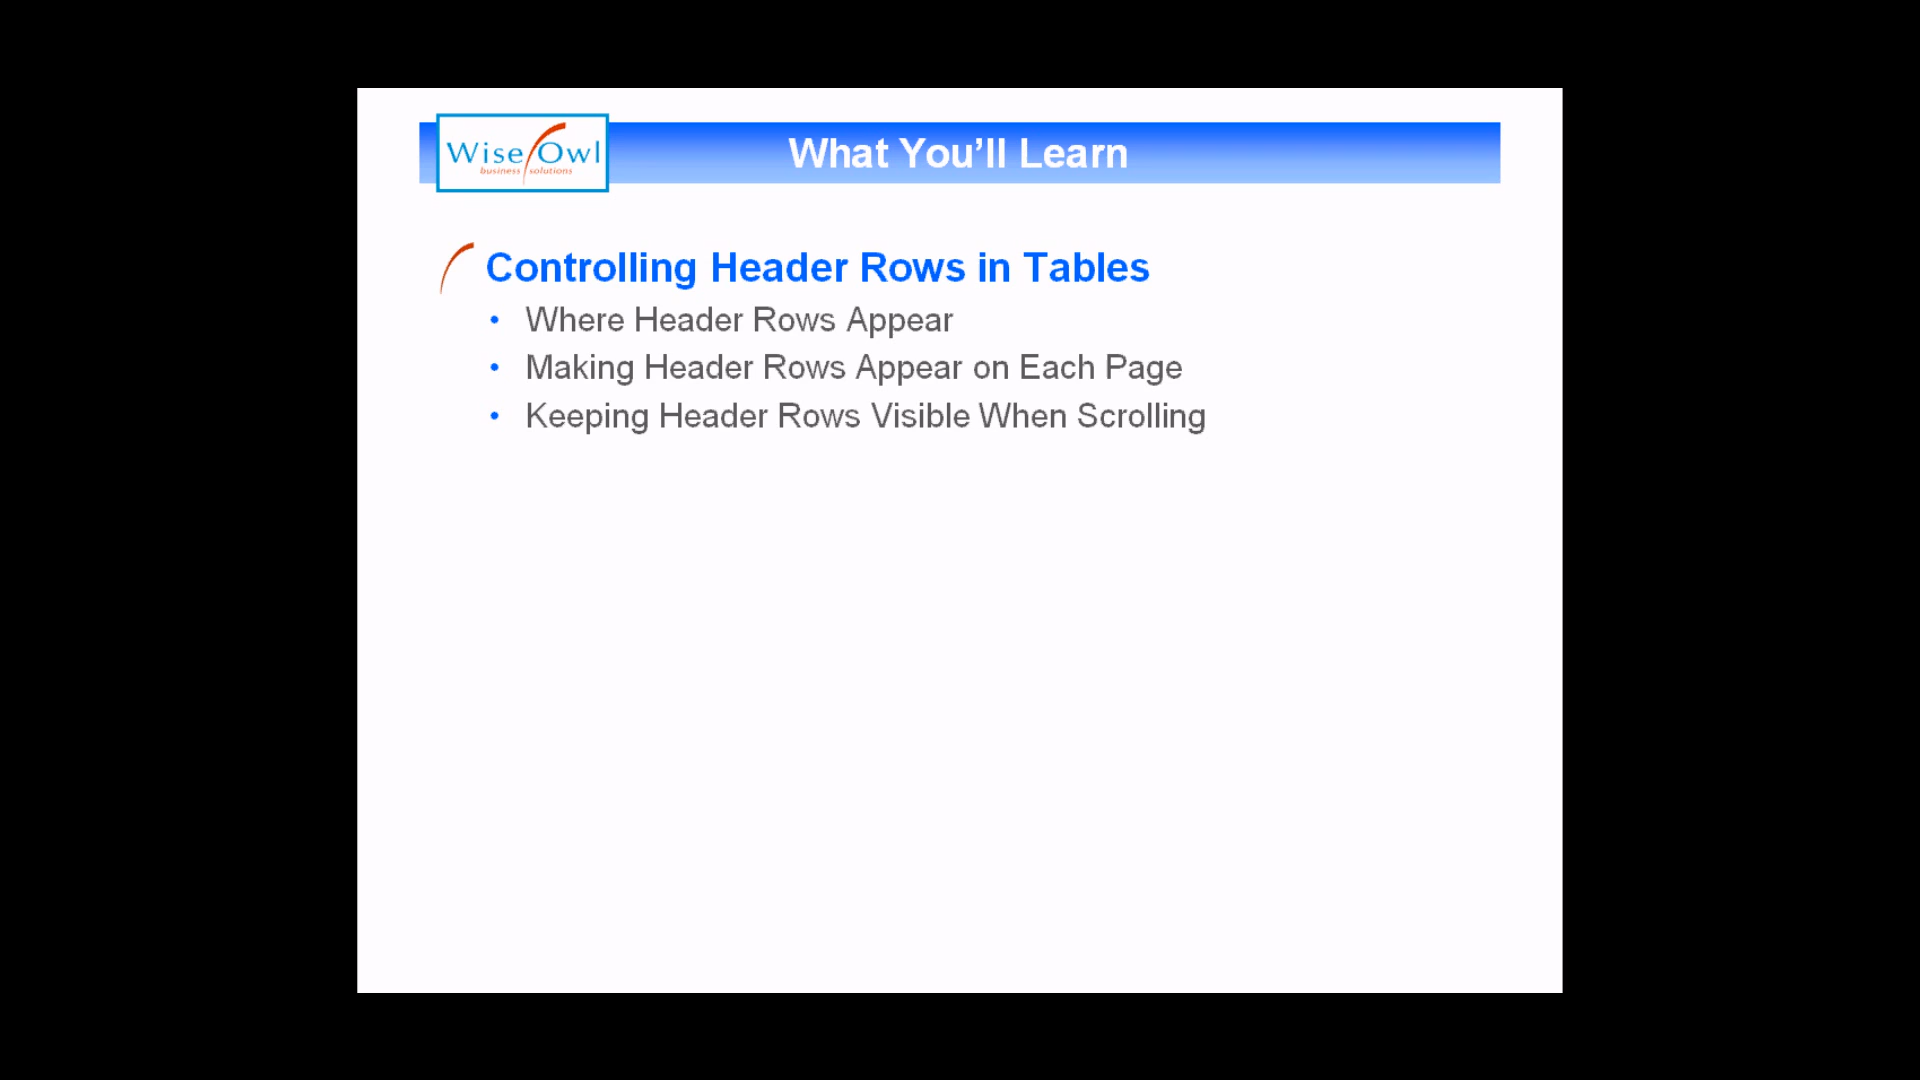 Wise Owl
business solutions
What You’ll Learn
Controlling Header Rows in Tables
• Where Header Rows Appear
• Making Header Rows Appear on Each Page
• Keeping Header Rows Visible When Scrolling